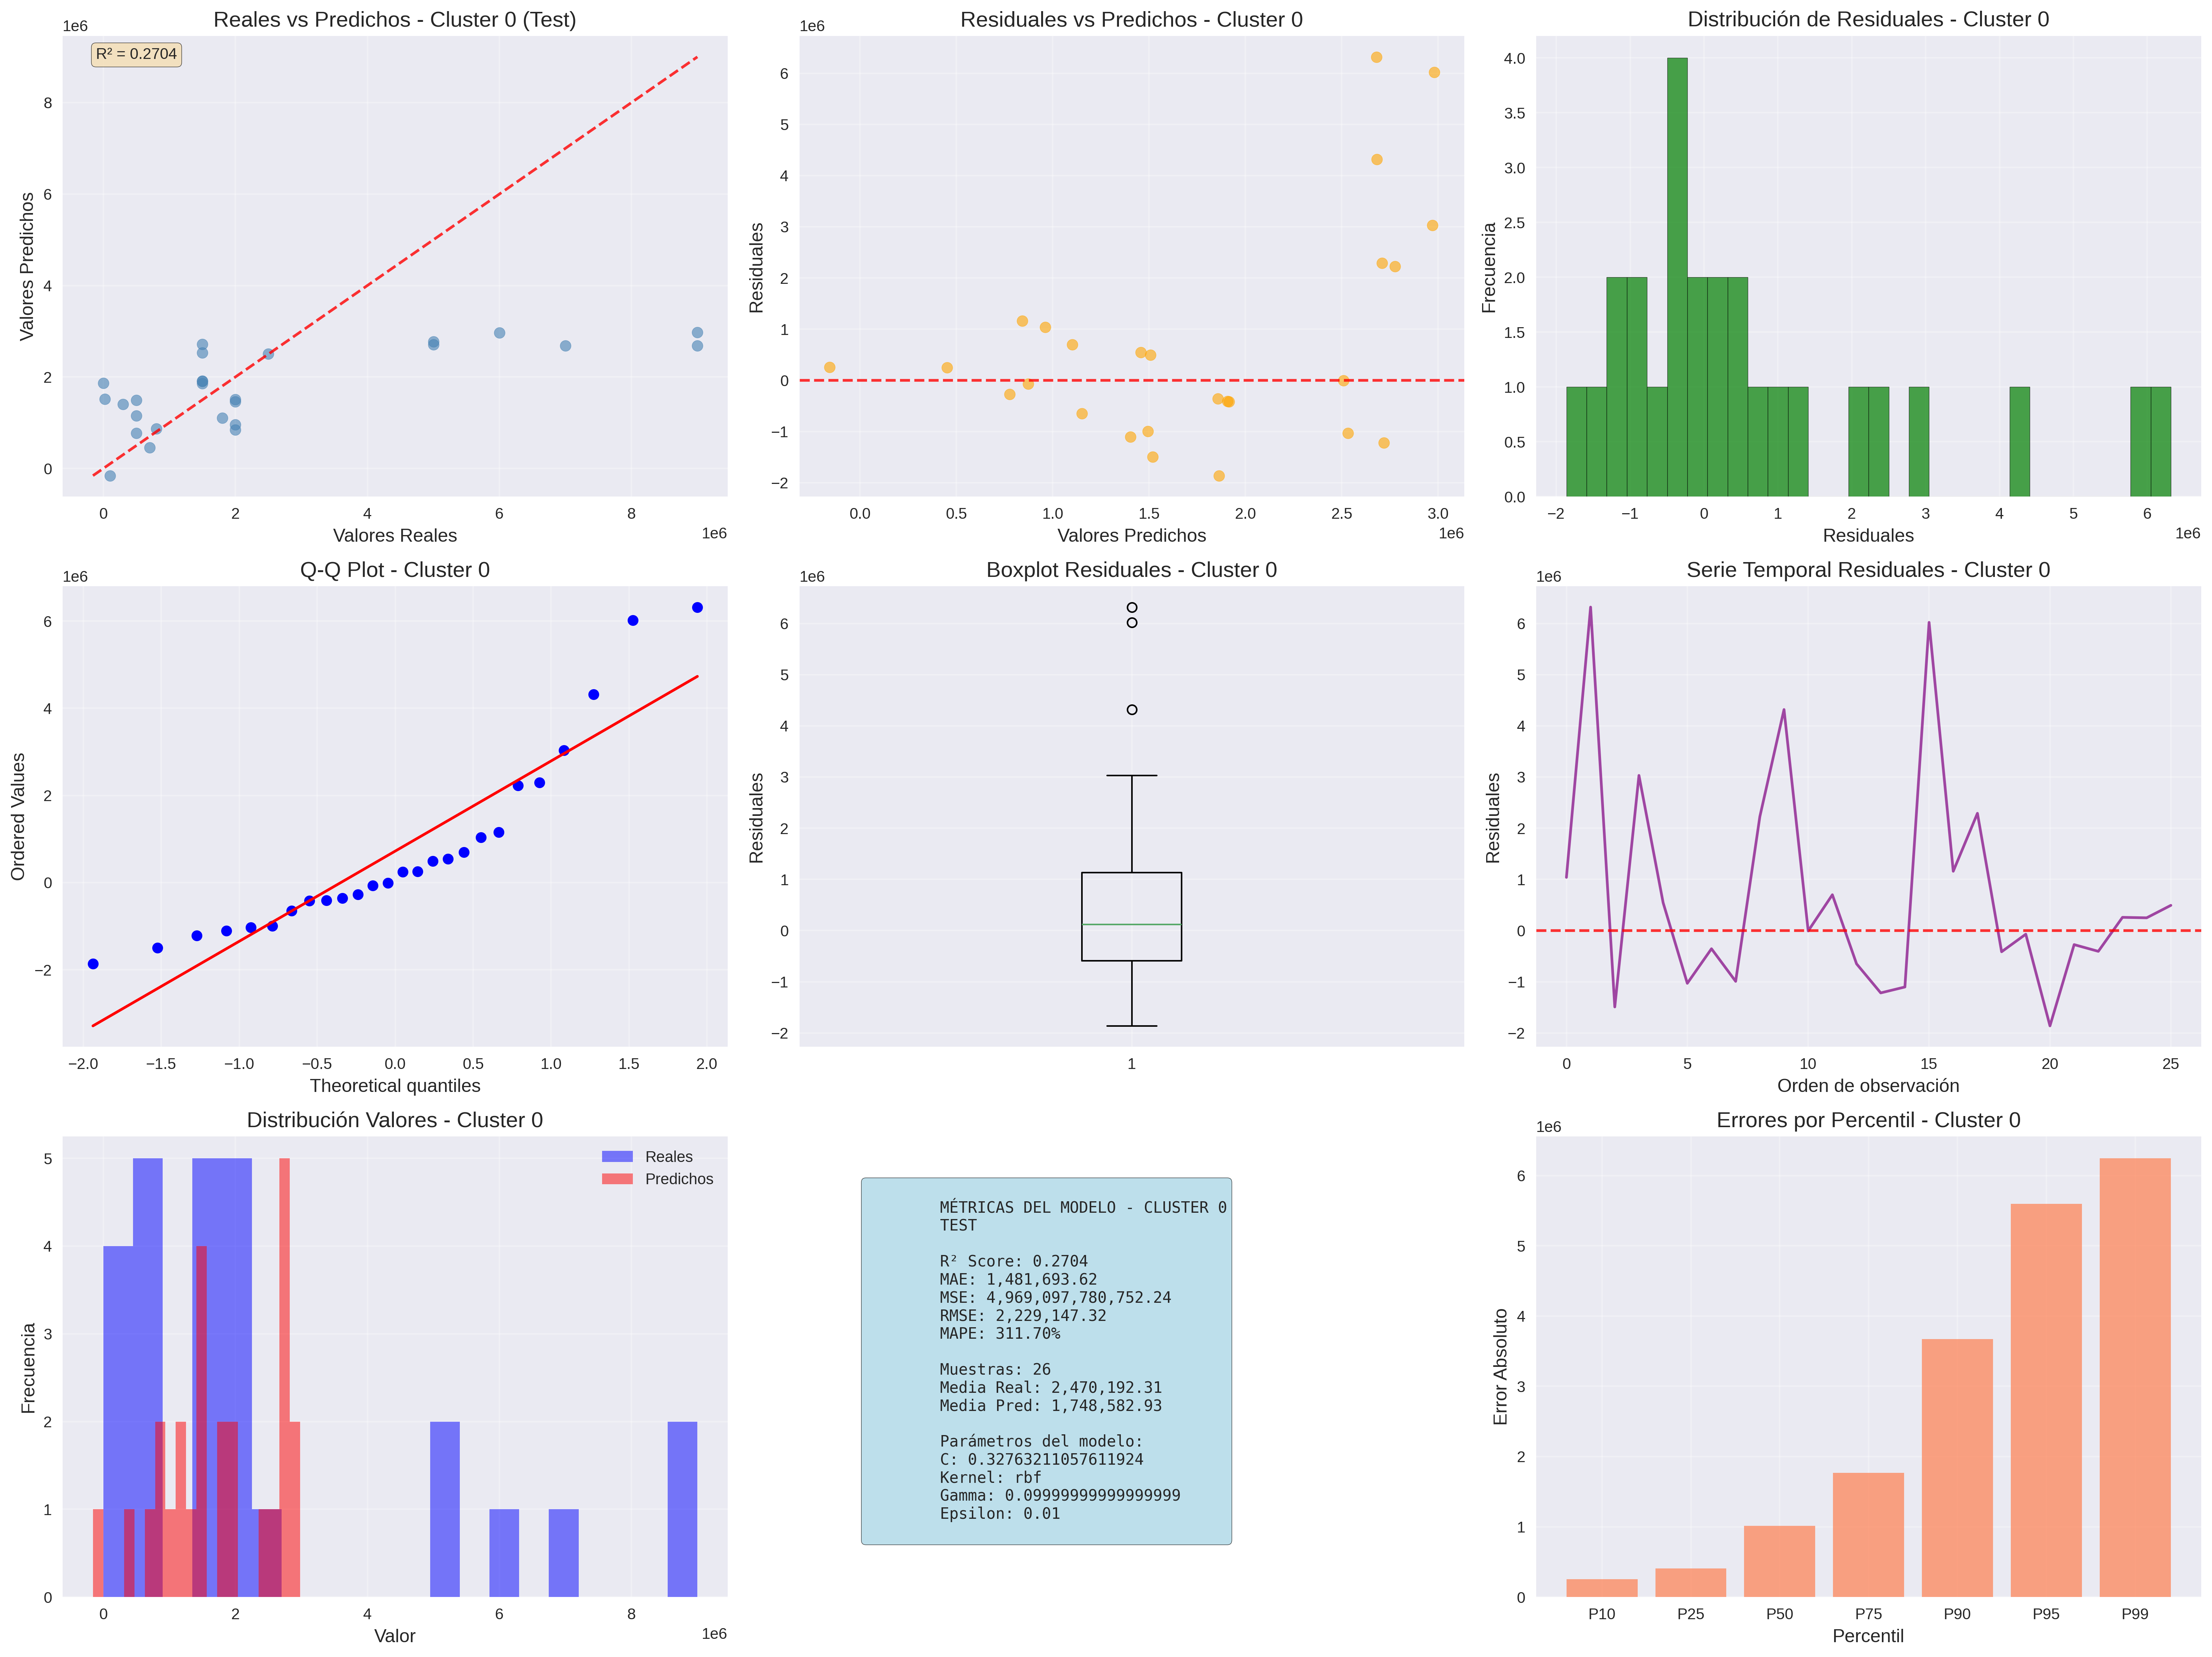 Reales vs Predichos - Cluster 0 (Test)
1e6
R² = 0.2704
8
6
4
2
0
Valores Predichos
0 2 4 6 8
1e6
Valores Reales
Residuales vs Predichos - Cluster 0
1e6
6
5
4
3
2
1
0
−1
−2
Residuales
0.0 0.5 1.0 1.5 2.0 2.5 3.0
1e6
Valores Predichos
Distribución de Residuales - Cluster 0
4.0
3.5
3.0
2.5
2.0
1.5
1.0
0.5
0.0
Frecuencia
−2 −1 0 1 2 3 4 5 6
1e6
Residuales
Q-Q Plot - Cluster 0
1e6
6
4
2
0
−2
Ordered Values
−2.0 −1.5 −1.0 −0.5 0.0 0.5 1.0 1.5 2.0
Theoretical quantiles
Boxplot Residuales - Cluster 0
1e6
6
5
4
3
2
1
0
−1
−2
Residuales
1
Serie Temporal Residuales - Cluster 0
1e6
6
5
4
3
2
1
0
−1
−2
Residuales
0 5 10 15 20 25
Orden de observación
Distribución Valores - Cluster 0
Reales
Predichos
5
4
3
2
1
0
Frecuencia
0 2 4 6 8
1e6
Valor
MÉTRICAS DEL MODELO - CLUSTER 0
TEST
R² Score: 0.2704
MAE: 1,481,693.62
MSE: 4,969,097,780,752.24
RMSE: 2,229,147.32
MAPE: 311.70%
Muestras: 26
Media Real: 2,470,192.31
Media Pred: 1,748,582.93
Parámetros del modelo:
C: 0.32763211057611924
Kernel: rbf
Gamma: 0.09999999999999999
Epsilon: 0.01
Errores por Percentil - Cluster 0
1e6
6
5
4
3
2
1
0
Error Absoluto
P10 P25 P50 P75 P90 P95 P99
Percentil